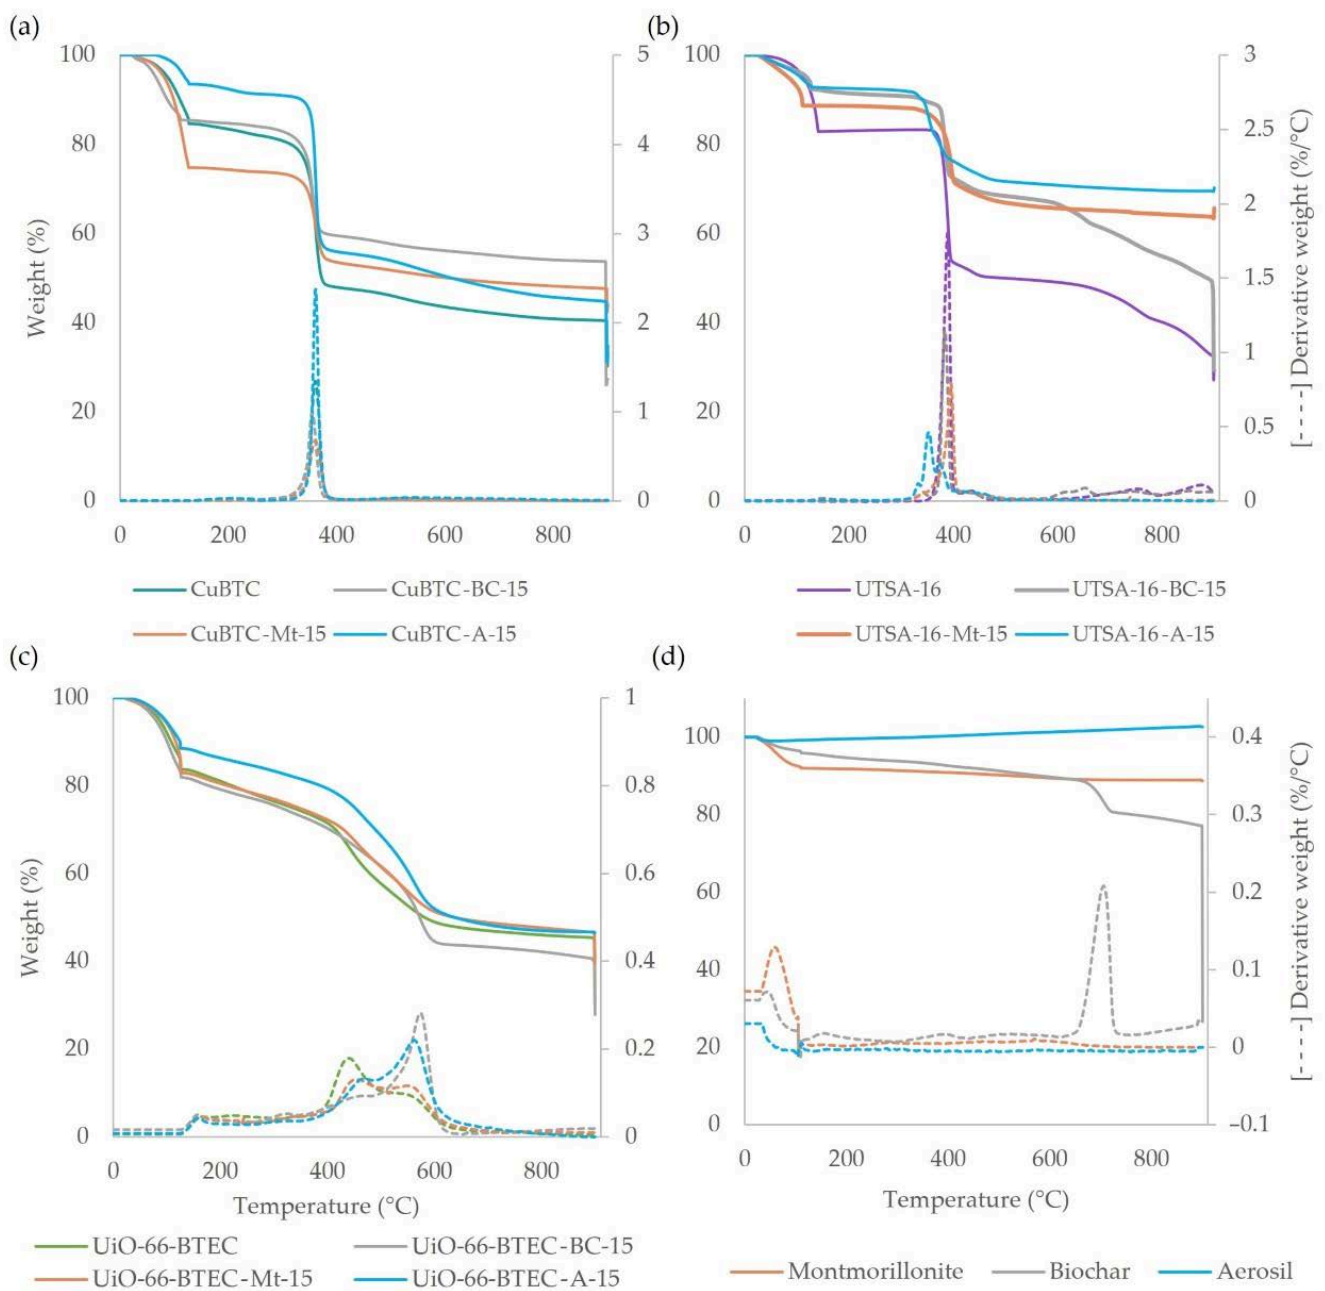 (a)
(b)
100
80
60
40
20
0
5
4
3
2
1
0
Weight (%)
0 200 400 600 800
CuBTC CuBTC-BC-15
CuBTC-Mt-15 CuBTC-A-15
100
80
60
40
20
0
3
2.5
2
1.5
1
0.5
0
[----] Derivative weight (%/°C)
0 200 400 600 800
UTSA-16 UTSA-16-BC-15
UTSA-16-Mt-15 UTSA-16-A-15
(c)
(d)
100
80
60
40
20
0
1
0.8
0.6
0.4
0.2
0
Weight (%)
0 200 400 600 800
Temperature (°C)
UiO-66-BTEC UiO-66-BTEC-BC-15
UiO-66-BTEC-Mt-15 UiO-66-BTEC-A-15
100
80
60
40
20
0
0.4
0.3
0.2
0.1
0
−0.1
[----] Derivative weight (%/°C)
0 200 400 600 800
Temperature (°C)
Montmorillonite Biochar Aerosil